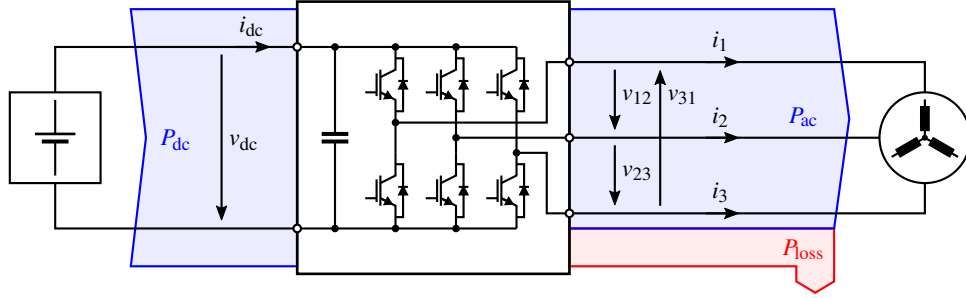 i_dc
i_1
v_12
v_31
P_dc
v_dc
i_2
P_ac
v_23
i_3
P_loss